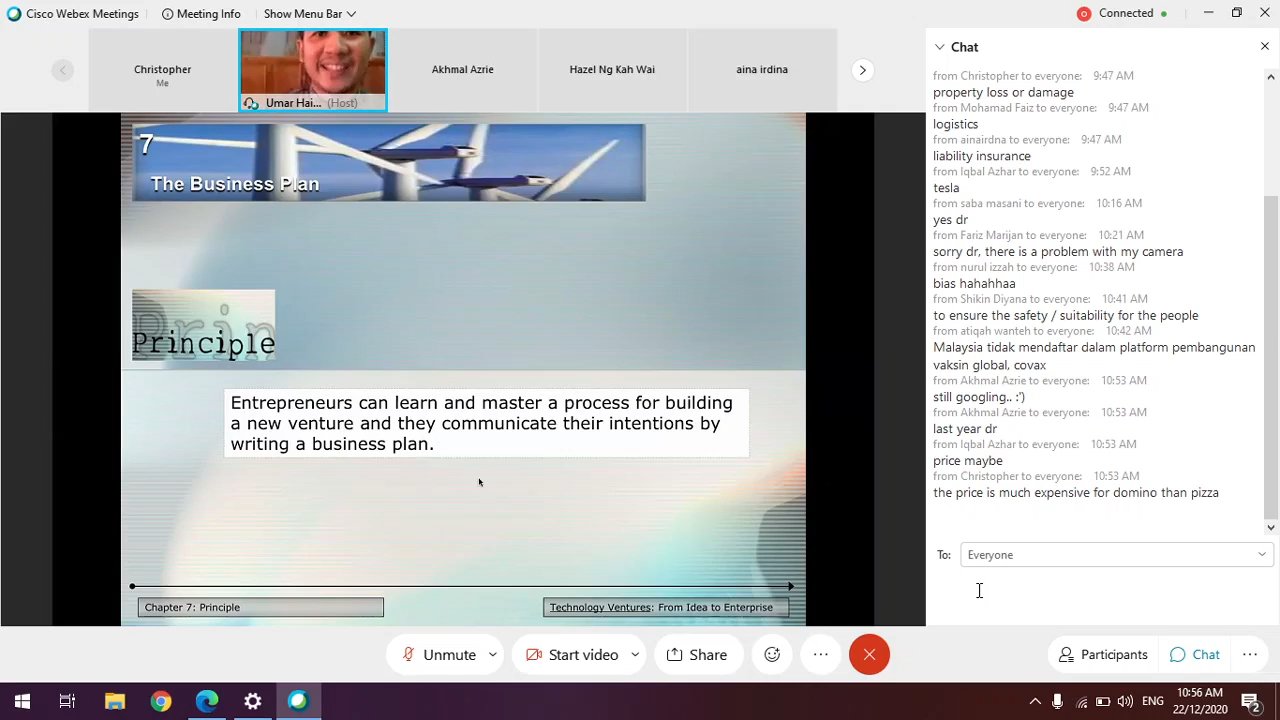 Cisco Webex Meetings
Meeting Info
Show Menu Bar
Connected
Christopher
Me
Umar Hai... (Host)
Akhmal Azrie
Hazel Ng Kah Wai
aina irdina
7
The Business Plan
Prin
Principle
Entrepreneurs can learn and master a process for building
a new venture and they communicate their intentions by
writing a business plan.
Chapter 7: Principle
Technology Ventures: From Idea to Enterprise
Chat
from Christopher to everyone: 9:47 AM
property loss or damage
from Mohamad Faiz to everyone: 9:47 AM
logistics
from ainairdna to everyone: 9:47 AM
liability insurance
from Iqbal Azhar to everyone: 9:52 AM
tesla
from saba masani to everyone: 10:16 AM
yes dr
from Fariz Marijan to everyone: 10:21 AM
sorry dr, there is a problem with my camera
from nurul izzah to everyone: 10:38 AM
bias hahahhaa
from Shikin Diyana to everyone: 10:41 AM
to ensure the safety / suitability for the people
from atiqah wanteh to everyone: 10:42 AM
Malaysia tidak mendaftar dalam platform pembangunan
vaksin global, covax
from Akhmal Azrie to everyone: 10:53 AM
still googling.. :')
from Akhmal Azrie to everyone: 10:53 AM
last year dr
from Iqbal Azhar to everyone: 10:53 AM
price maybe
from Christopher to everyone: 10:53 AM
the price is much expensive for domino than pizza
To: Everyone
Unmute
Start video
Share
Participants
Chat
ENG
10:56 AM
22/12/2020
2